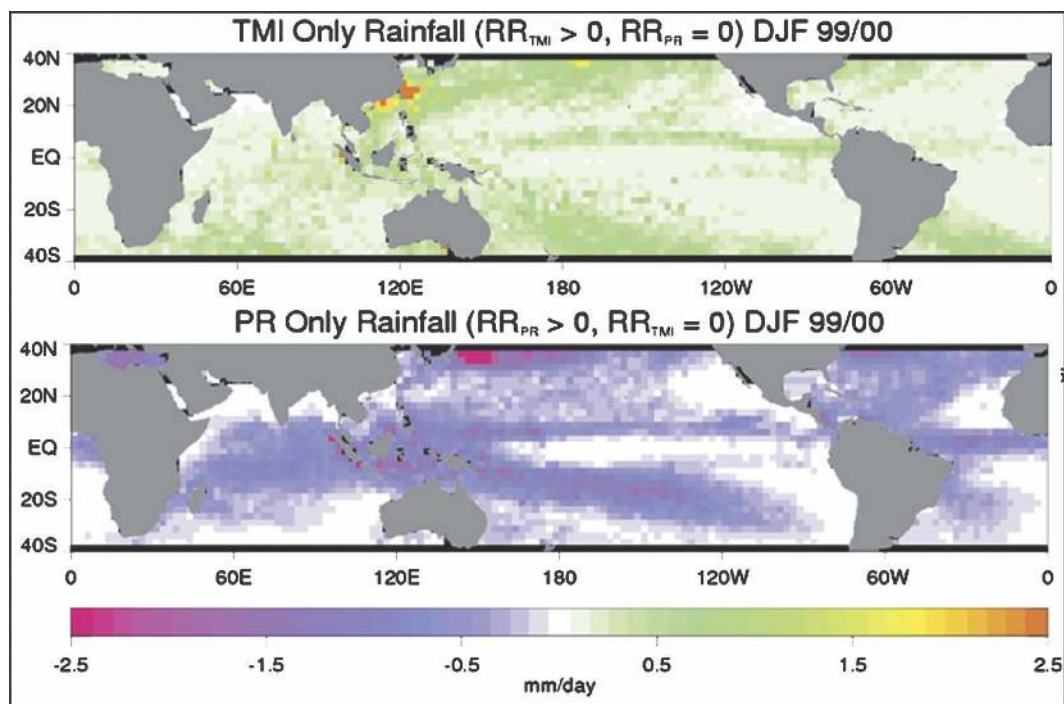 TMI Only Rainfall (RR_TMI > 0, RR_PR = 0) DJF 99/00
40N
20N
EQ
20S
40S
0 60E 120E 180 120W 60W 0
PR Only Rainfall (RR_PR > 0, RR_TMI = 0) DJF 99/00
40N
20N
EQ
20S
40S
0 60E 120E 180 120W 60W 0
-2.5 -1.5 -0.5 0.5 1.5 2.5
mm/day